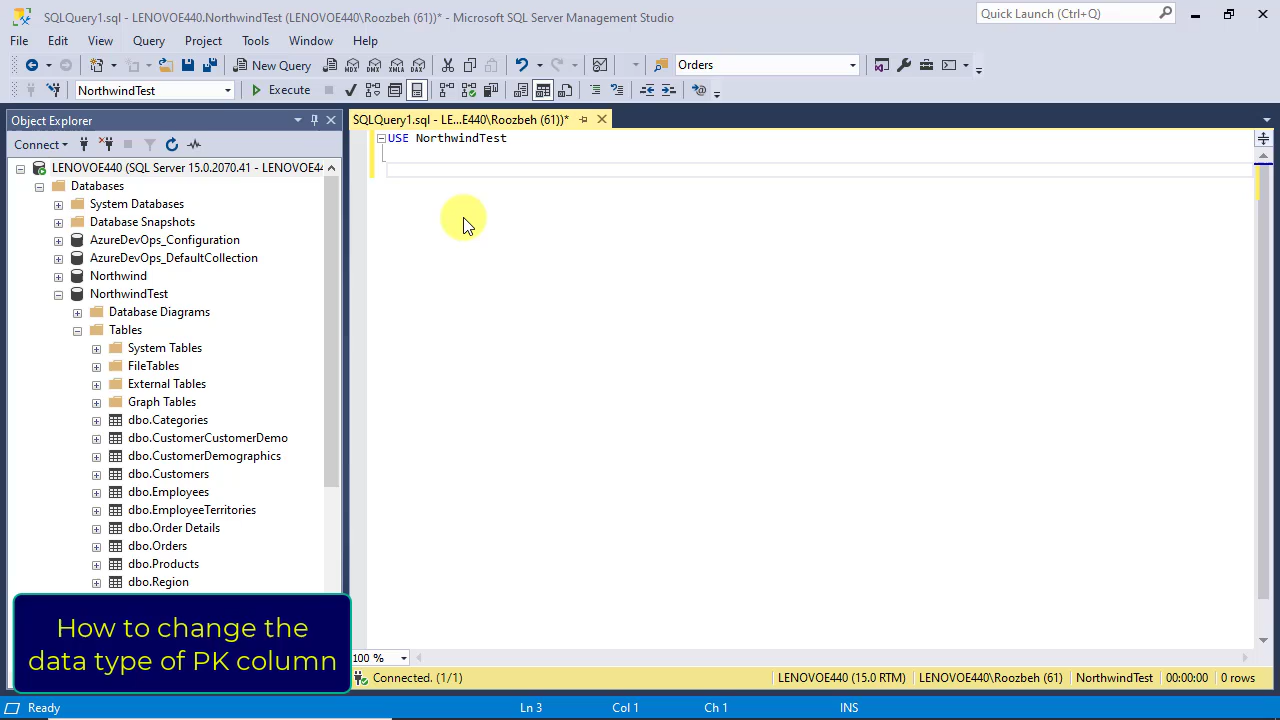 SQLQuery1.sql - LENOVOE440.NorthwindTest (LENOVOE440\Roozbeh (61))* - Microsoft SQL Server Management Studio
Quick Launch (Ctrl+Q)
File Edit View Query Project Tools Window Help
New Query
Orders
NorthwindTest
Execute
Object Explorer
SQLQuery1.sql - LE...E440\Roozbeh (61))*
Connect
USE NorthwindTest
LENOVOE440 (SQL Server 15.0.2070.41 - LENOVOE44
Databases
System Databases
Database Snapshots
AzureDevOps_Configuration
AzureDevOps_DefaultCollection
Northwind
NorthwindTest
Database Diagrams
Tables
System Tables
FileTables
External Tables
Graph Tables
dbo.Categories
dbo.CustomerCustomerDemo
dbo.CustomerDemographics
dbo.Customers
dbo.Employees
dbo.EmployeeTerritories
dbo.Order Details
dbo.Orders
dbo.Products
dbo.Region
How to change the
data type of PK column
100 %
Connected. (1/1)
LENOVOE440 (15.0 RTM)
LENOVOE440\Roozbeh (61)
NorthwindTest
00:00:00
0 rows
Ready
Ln 3
Col 1
Ch 1
INS